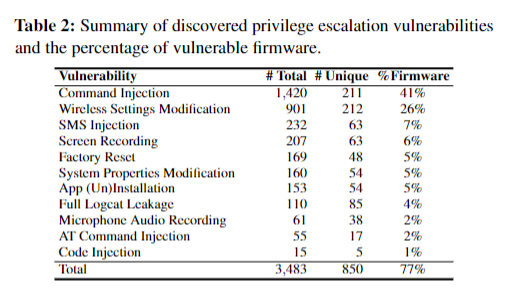 Table 2: Summary of discovered privilege escalation vulnerabilities
and the percentage of vulnerable firmware.
Vulnerability # Total # Unique %Firmware
Command Injection 1,420 211 41%
Wireless Settings Modification 901 212 26%
SMS Injection 232 63 7%
Screen Recording 207 63 6%
Factory Reset 169 48 5%
System Properties Modification 160 54 5%
App (Un)Installation 153 54 5%
Full Logcat Leakage 110 85 4%
Microphone Audio Recording 61 38 2%
AT Command Injection 55 17 2%
Code Injection 15 5 1%
Total 3,483 850 77%